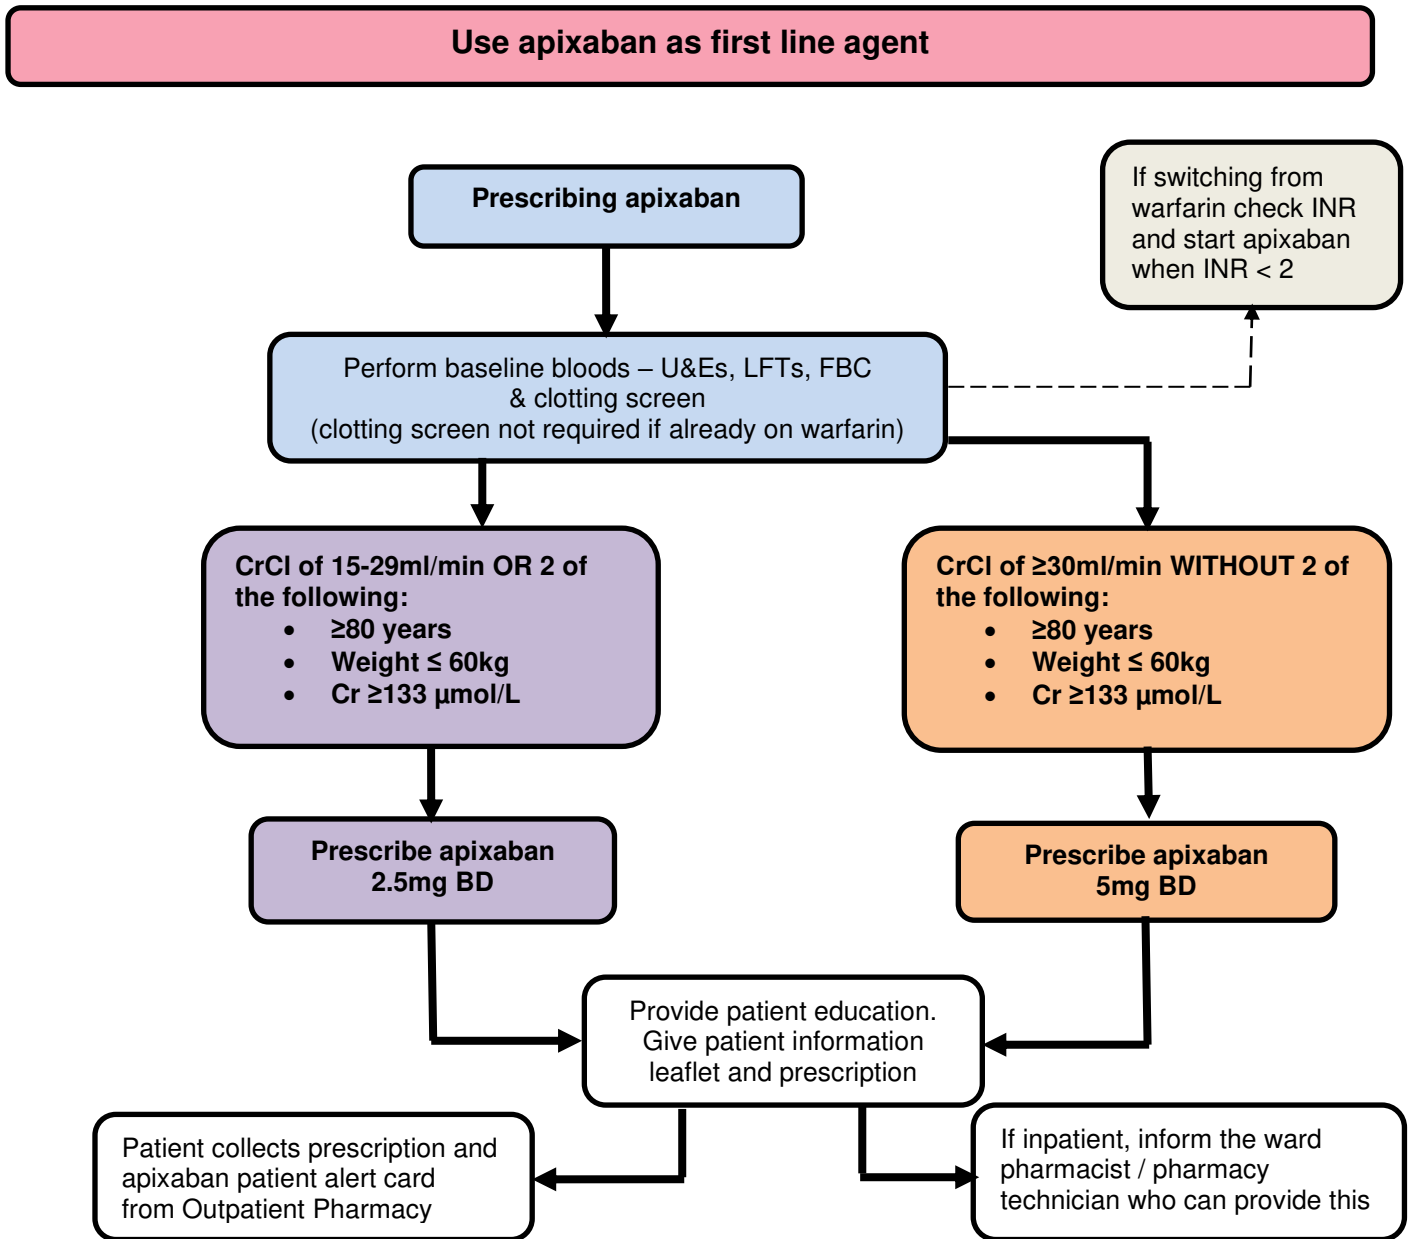 Use apixaban as first line agent
Prescribing apixaban
If switching from
warfarin check INR
and start apixaban
when INR < 2
Perform baseline bloods – U&Es, LFTs, FBC
& clotting screen
(clotting screen not required if already on warfarin)
CrCl of 15-29ml/min OR 2 of
the following:
• ≥80 years
• Weight ≤ 60kg
• Cr ≥133 µmol/L
CrCl of ≥30ml/min WITHOUT 2 of
the following:
• ≥80 years
• Weight ≤ 60kg
• Cr ≥133 µmol/L
Prescribe apixaban
2.5mg BD
Prescribe apixaban
5mg BD
Provide patient education.
Give patient information
leaflet and prescription
Patient collects prescription and
apixaban patient alert card
from Outpatient Pharmacy
If inpatient, inform the ward
pharmacist / pharmacy
technician who can provide this